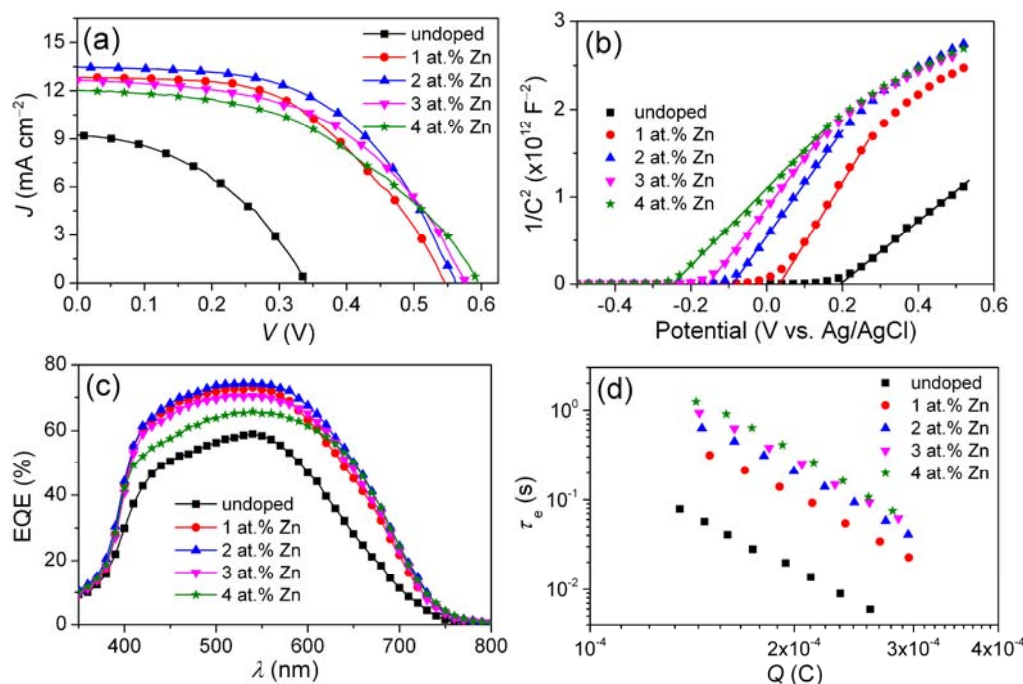 (a)
undoped
1 at.% Zn
2 at.% Zn
3 at.% Zn
4 at.% Zn
J (mA cm⁻²)
15.0
12.0
9.0
6.0
3.0
0.0
0.0 0.1 0.2 0.3 0.4 0.5 0.6
V (V)
(b)
undoped
1 at.% Zn
2 at.% Zn
3 at.% Zn
4 at.% Zn
1/C² (x10¹² F⁻²)
3
2
1
0
-0.4 -0.2 0.0 0.2 0.4 0.6
Potential (V vs. Ag/AgCl)
(c)
undoped
1 at.% Zn
2 at.% Zn
3 at.% Zn
4 at.% Zn
EQE (%)
80
60
40
20
0
400 500 600 700 800
λ (nm)
(d)
undoped
1 at.% Zn
2 at.% Zn
3 at.% Zn
4 at.% Zn
τe (s)
10⁰
10⁻¹
10⁻²
10⁻⁴ 2x10⁻⁴ 3x10⁻⁴ 4x10⁻⁴
Q (C)